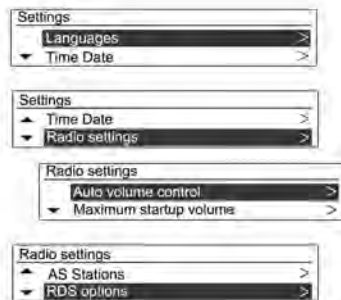 Settings
Languages >
Time Date >
Settings
Time Date >
Radio settings >
Radio settings
Auto volume control >
Maximum startup volume >
Radio settings
AS Stations >
RDS options >